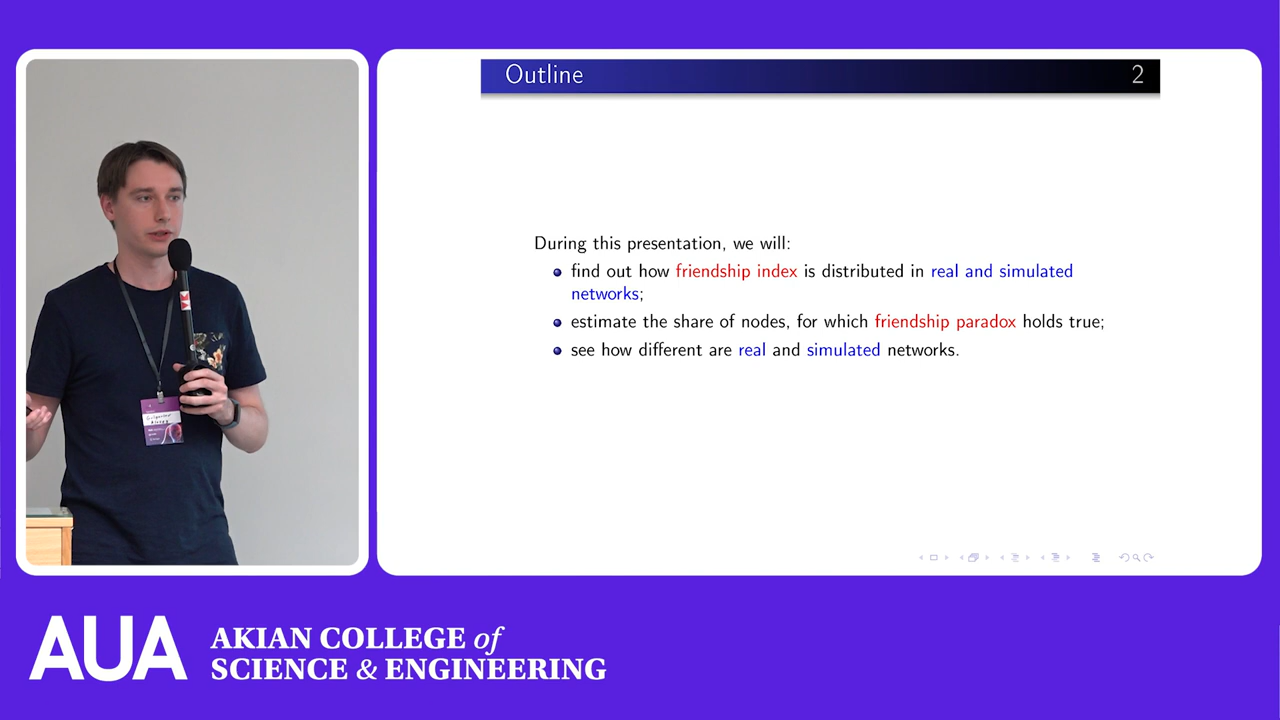 Outline
2
During this presentation, we will:
find out how friendship index is distributed in real and simulated
networks;
estimate the share of nodes, for which friendship paradox holds true;
see how different are real and simulated networks.
AUA
AKIAN COLLEGE of
SCIENCE & ENGINEERING